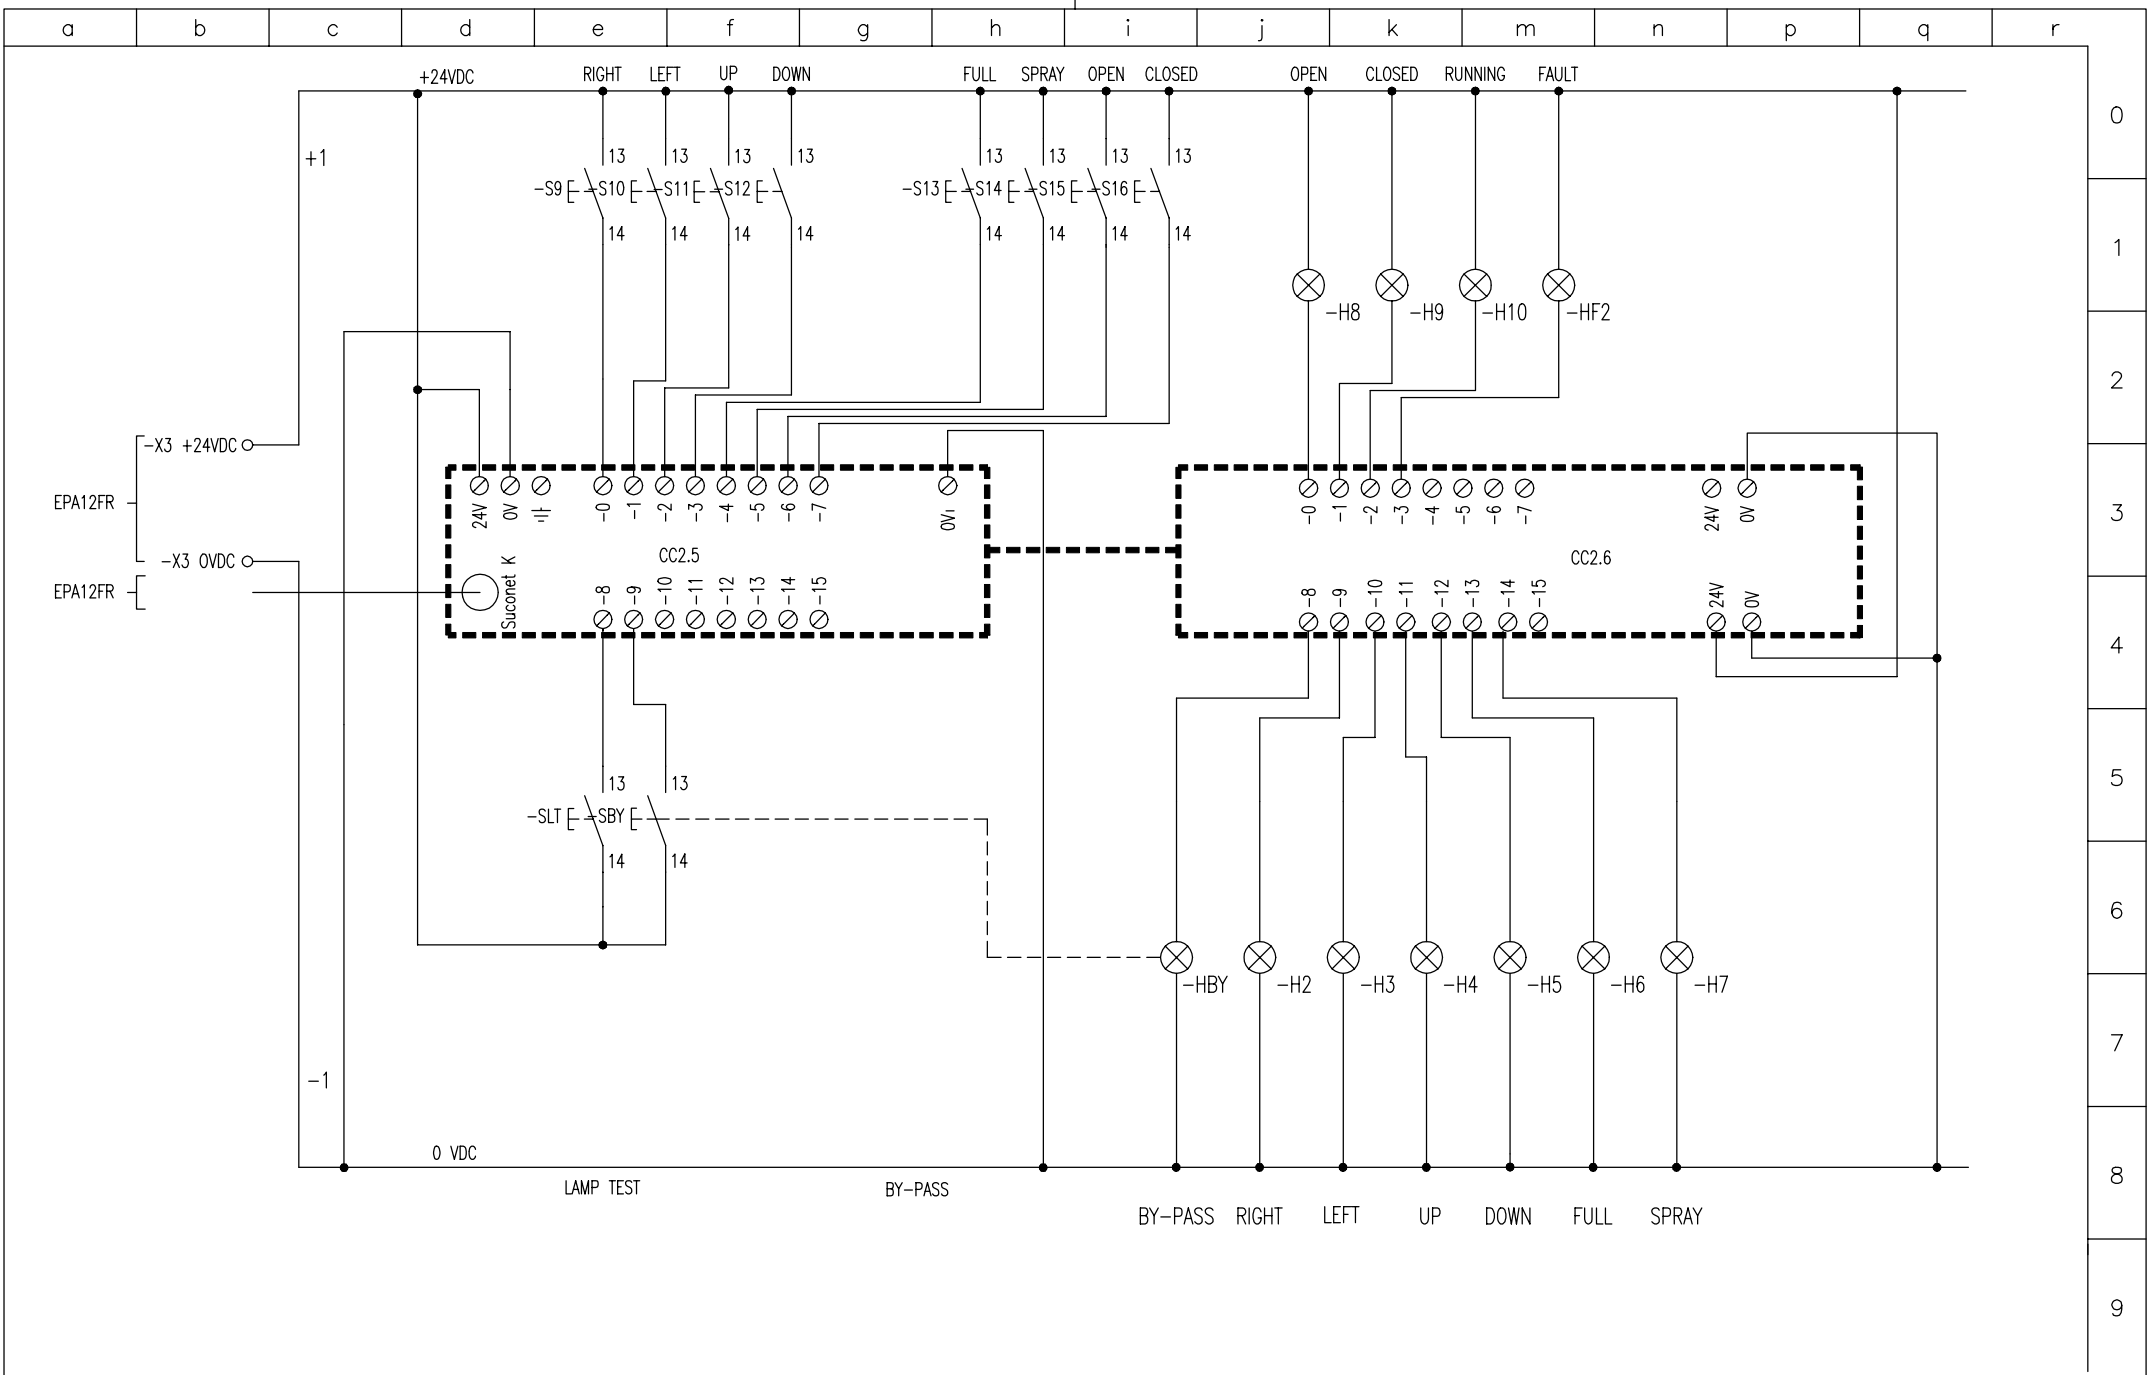 a b c d e f g h i j k m n p q r
+24VDC RIGHT LEFT UP DOWN FULL SPRAY OPEN CLOSED OPEN CLOSED RUNNING FAULT
0
+1 13 13 13 13 13 13 13 13
-S9 -S10 -S11 -S12 -S13 -S14 -S15 -S16
14 14 14 14 14 14 14 14
1
-H8 -H9 -H10 -HF2
2
-X3 +24VDC
EPA12FR
24V 0V -0 -1 -2 -3 -4 -5 -6 -7 0VI
-0 -1 -2 -3 -4 -5 -6 -7 24V 0V
3
-X3 0VDC
CC2.5
CC2.6
EPA12FR
Suconet K
-8 -9 -10 -11 -12 -13 -14 -15
-8 -9 -10 -11 -12 -13 -14 -15 24V 0V
4
13 13
5
-SLT -SBY
14 14
6
-HBY -H2 -H3 -H4 -H5 -H6 -H7
7
-1
0 VDC
8
LAMP TEST BY-PASS
BY-PASS RIGHT LEFT UP DOWN FULL SPRAY
9